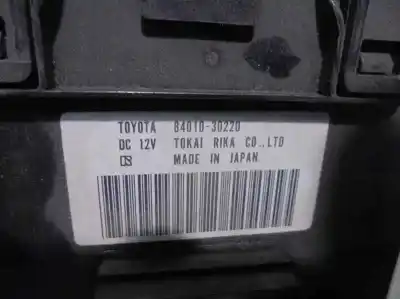 TOYOTA 84010-30220
DC 12V TOKAI RIKA CO.,LTD
MADE IN JAPAN